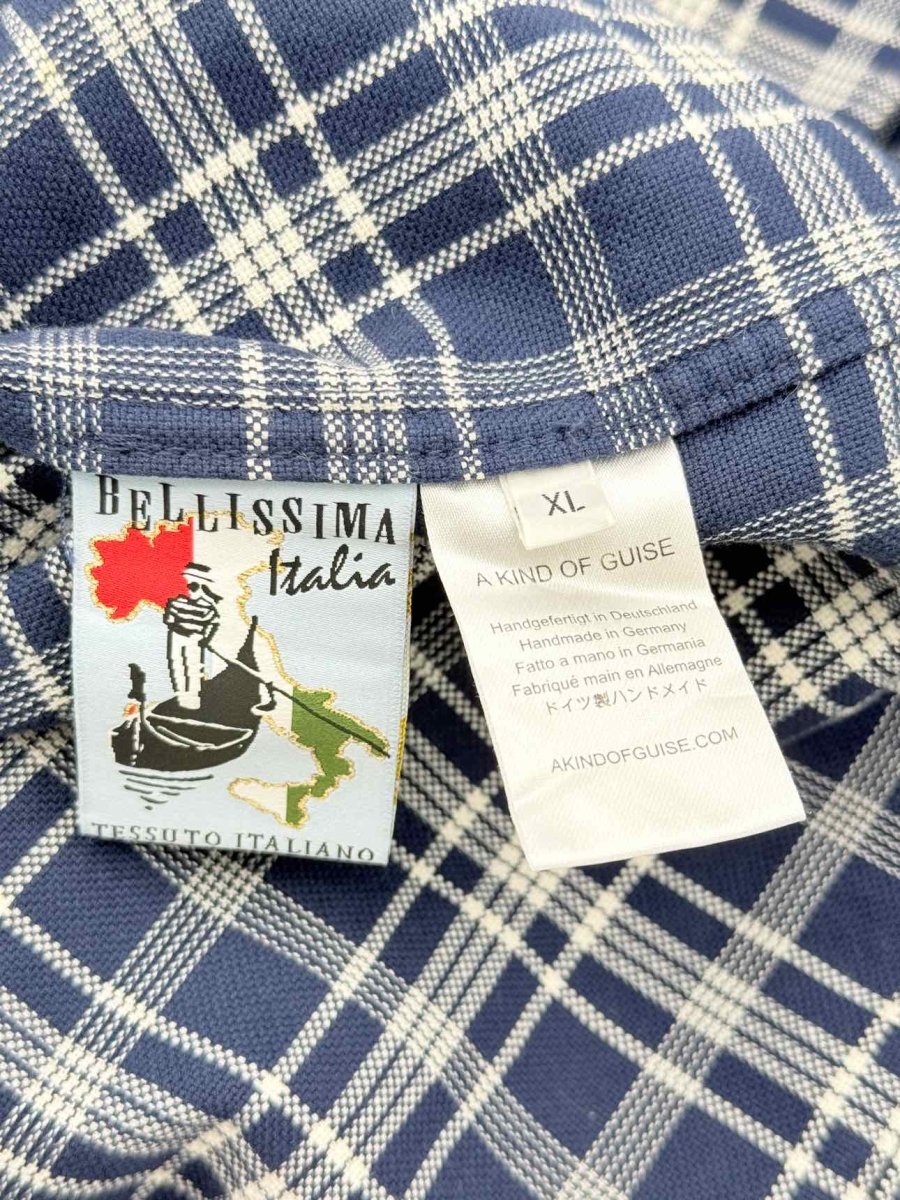 BELLISSIMA
Italia
TESSUTO ITALIANO
XL
A KIND OF GUISE
Handgefertigt in Deutschland
Handmade in Germany
Fatto a mano in Germania
Fabriqué main en Allemagne
ドイツ製ハンドメイド
AKINDOFGUISE.COM